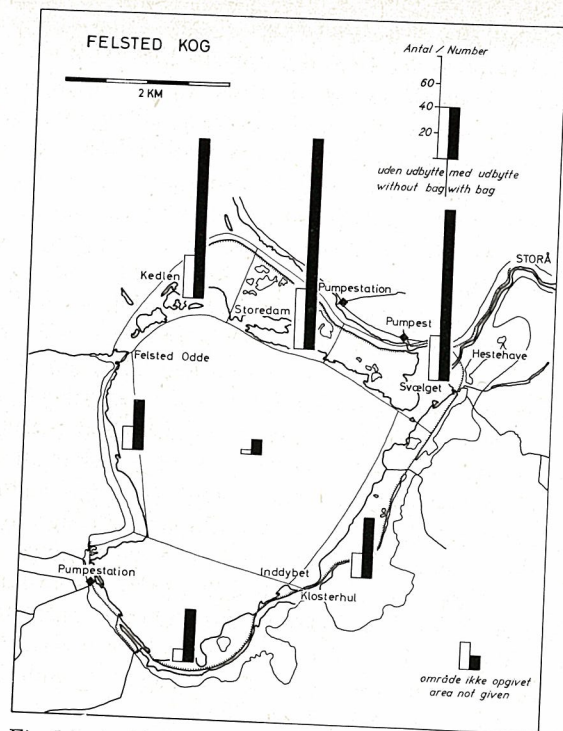 FELSTED KOG
2 KM
Antal / Number
60
40
20
uden udbytte med udbytte
without bag with bag
STORÅ
Kedlen
Pumpestation
Storedam
Pumpest
Hestehave
Felsted Odde
Svælget
Inddybet
Pumpestation
Klosterhul
område ikke opgivet
area not given